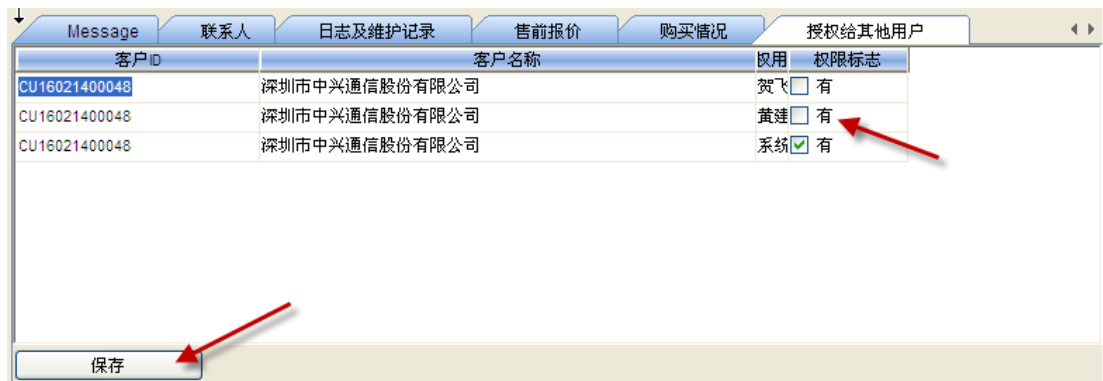 Message 联系人 日志及维护记录 售前报价 购买情况 授权给其他用户
客户ID 客户名称 权用 权限标志
CU16021400048 深圳市中兴通信股份有限公司 贺飞 有
CU16021400048 深圳市中兴通信股份有限公司 黄建 有
CU16021400048 深圳市中兴通信股份有限公司 系统 有
保存